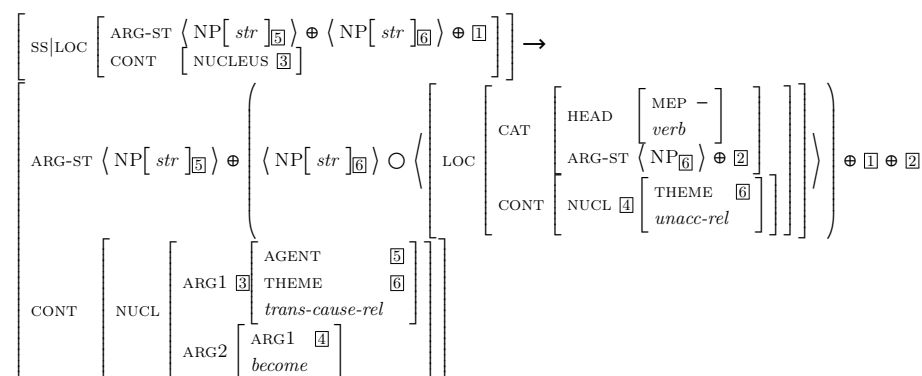 SS|LOC [ ARG-ST ⟨ NP[ str ]5 ⟩ ⊕ ⟨ NP[ str ]6 ⟩ ⊕ 1
CONT [ NUCLEUS 3 ] ] →
MEP −
CAT HEAD verb
ARG-ST ⟨ NP6 ⟩ ⊕ 2
ARG-ST ⟨ NP[ str ]5 ⟩ ⊕ ( ⟨ NP[ str ]6 ⟩ ○ ⟨ LOC ⟩ ) ⊕ 1 ⊕ 2
THEME 6
CONT NUCL 4 unacc-rel
AGENT 5
ARG1 3 THEME 6
trans-cause-rel
CONT NUCL
ARG1 4
ARG2 become